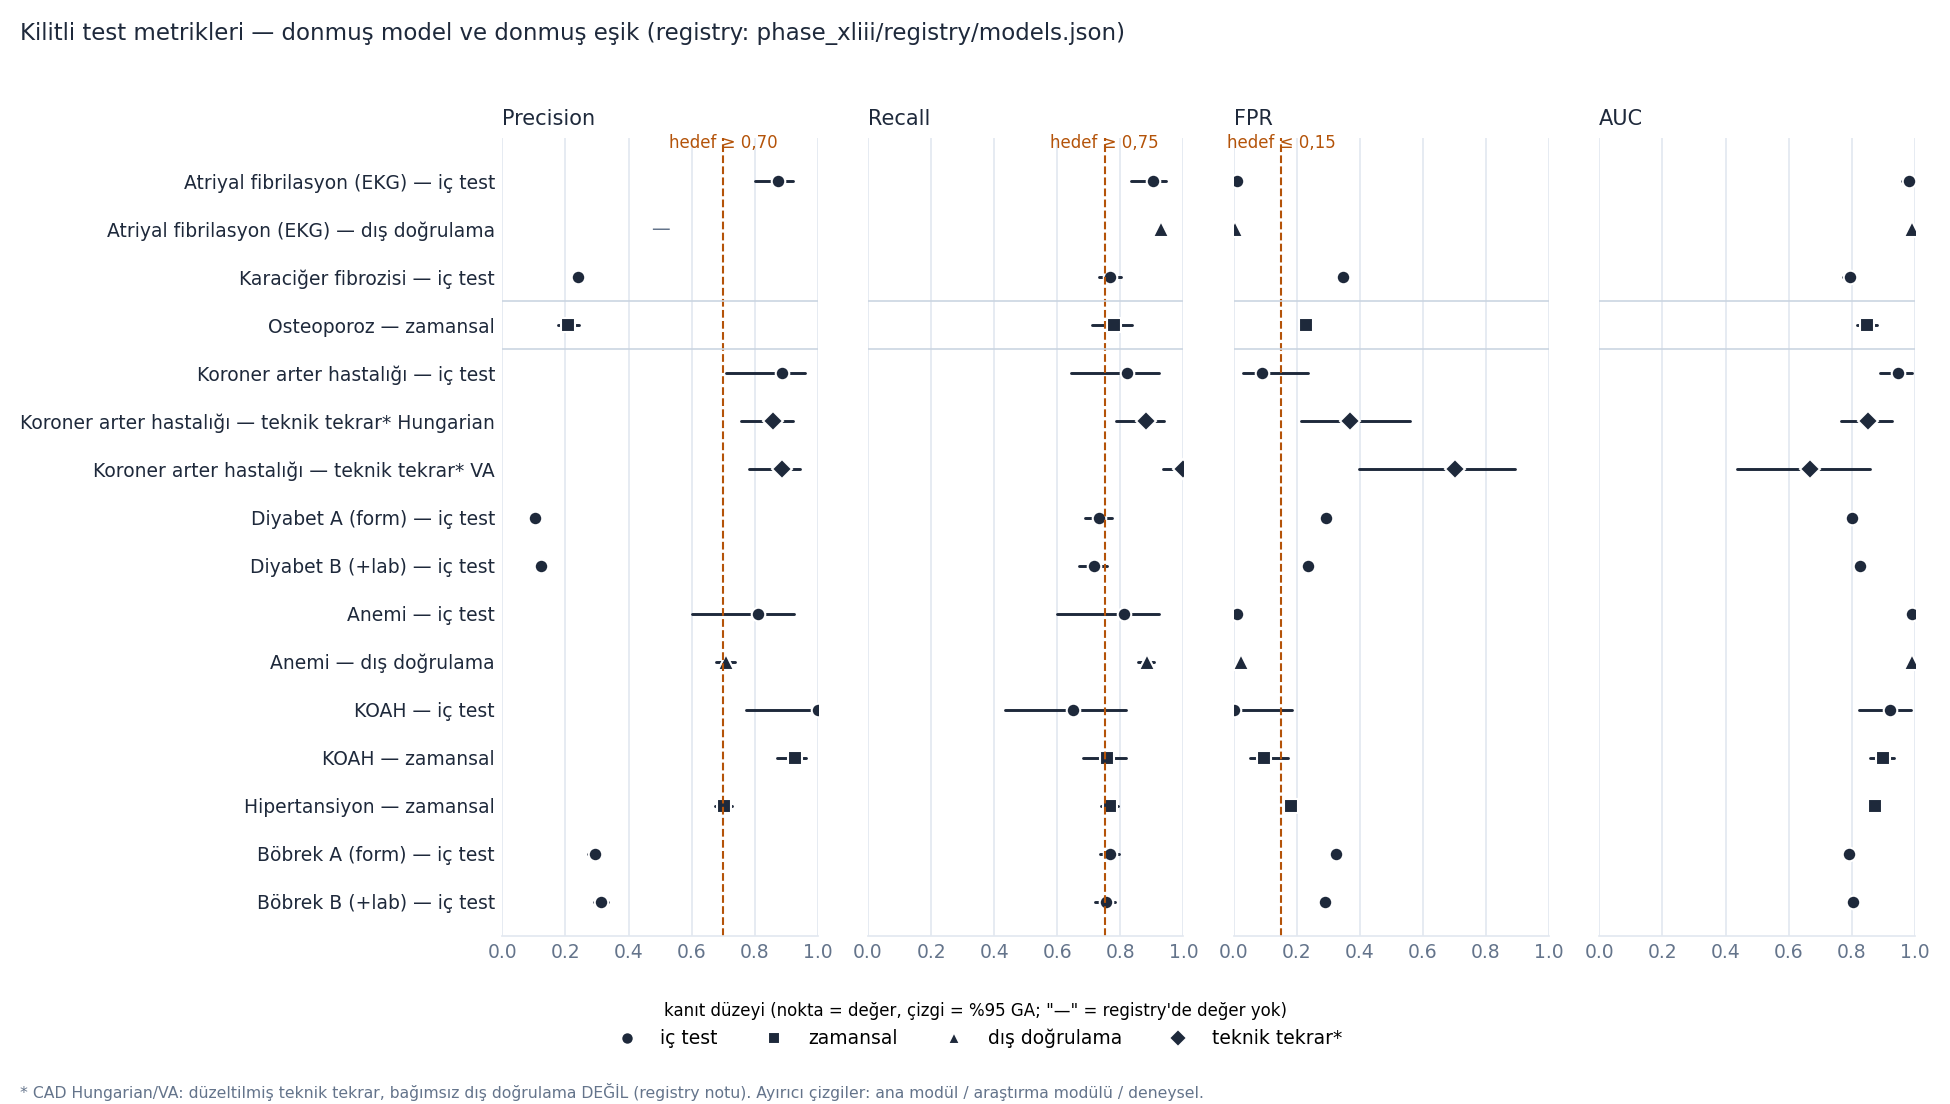 Kilitli test metrikleri — donmuş model ve donmuş eşik (registry: phase_xliii/registry/models.json)
Precision
Recall
FPR
AUC
hedef ≥ 0,70
hedef ≥ 0,75
hedef ≤ 0,15
Atriyal fibrilasyon (EKG) — iç test
Atriyal fibrilasyon (EKG) — dış doğrulama
—
Karaciğer fibrozisi — iç test
Osteoporoz — zamansal
Koroner arter hastalığı — iç test
Koroner arter hastalığı — teknik tekrar* Hungarian
Koroner arter hastalığı — teknik tekrar* VA
Diyabet A (form) — iç test
Diyabet B (+lab) — iç test
Anemi — iç test
Anemi — dış doğrulama
KOAH — iç test
KOAH — zamansal
Hipertansiyon — zamansal
Böbrek A (form) — iç test
Böbrek B (+lab) — iç test
0.0 0.2 0.4 0.6 0.8 1.0
0.0 0.2 0.4 0.6 0.8 1.0
0.0 0.2 0.4 0.6 0.8 1.0
0.0 0.2 0.4 0.6 0.8 1.0
kanıt düzeyi (nokta = değer, çizgi = %95 GA; "—" = registry'de değer yok)
iç test
zamansal
dış doğrulama
teknik tekrar*
* CAD Hungarian/VA: düzeltilmiş teknik tekrar, bağımsız dış doğrulama DEĞİL (registry notu). Ayırıcı çizgiler: ana modül / araştırma modülü / deneysel.